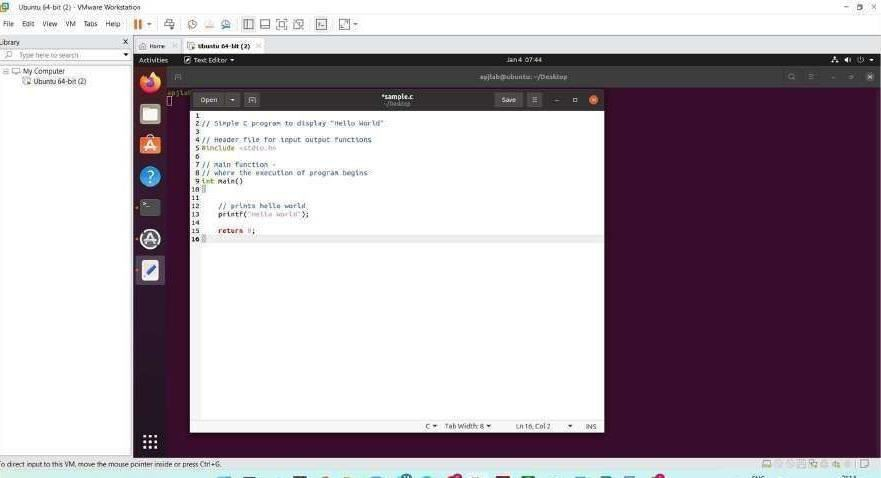 Ubuntu 64-bit (2) - VMware Workstation
File Edit View VM Tabs Help
Library X
Type here to search
My Computer
Ubuntu 64-bit (2)
Home
Ubuntu 64-bit (2)
Activities Text Editor Jan 4 07:44
apjlab@ubuntu: ~/Desktop
Open *sample.c Save
~/Desktop
1
2 // Simple C program to display "Hello World"
3
4 // Header file for input output functions
5 #include <stdio.h>
6
7 // main function -
8 // where the execution of program begins
9 int main()
10 {
11
12 // prints hello world
13 printf("Hello World");
14
15 return 0;
16 }
C Tab Width: 8 Ln 16, Col 2 INS
To direct input to this VM, move the mouse pointer inside or press Ctrl+G.